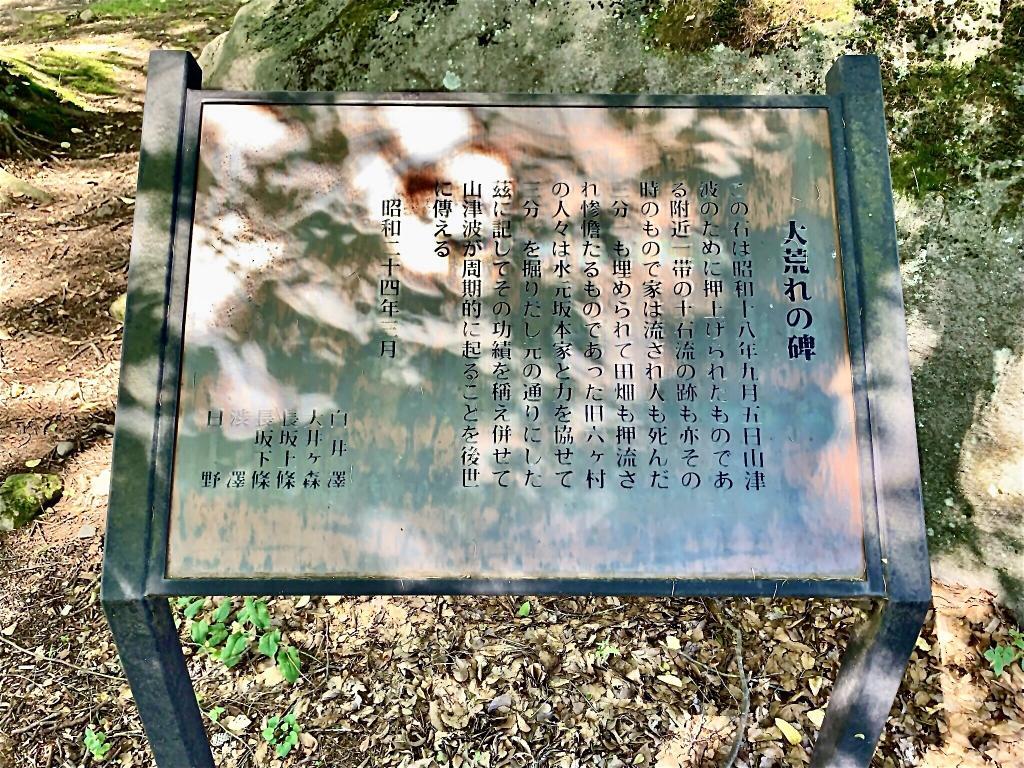 大荒れの碑
この石は昭和十八年九月五日山津
波のために押上げられたものであ
る附近一帯の土石流の跡も亦その
時のもので家は流され人も死んだ
三分 も埋められて田畑も押流さ
れ惨憺たるものであった旧六ヶ村
の人々は水元坂本家と力を協せて
三分 を掘りだし元の通りにした
茲に記してその功績を稱え併せて
山津波が周期的に起ることを後世
に傳える
昭和二十四年三月
白井澤
大井ヶ森
長坂上條
長坂下條
渋澤
日野